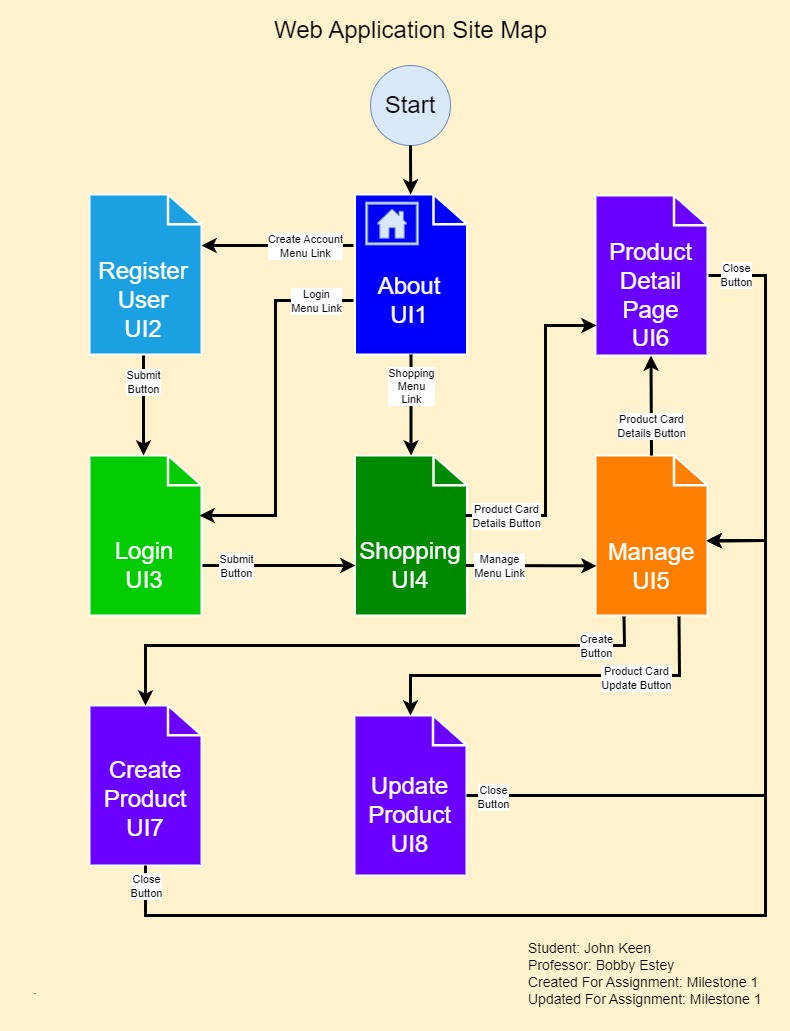 Web Application Site Map
Start
Register
User
UI2
Create Account
Menu Link
Login
Menu Link
About
UI1
Product
Detail
Page
UI6
Close
Button
Submit
Button
Shopping
Menu
Link
Product Card
Details Button
Login
UI3
Submit
Button
Shopping
UI4
Product Card
Details Button
Manage
Menu Link
Manage
UI5
Create
Button
Product Card
Update Button
Create
Product
UI7
Update
Product
UI8
Close
Button
Close
Button
Student: John Keen
Professor: Bobby Estey
Created For Assignment: Milestone 1
Updated For Assignment: Milestone 1
.